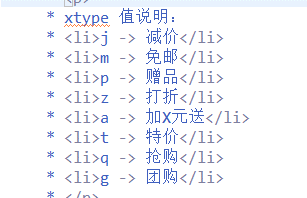 <p>
* xtype 值说明：
* <li>j -> 减价</li>
* <li>m -> 免邮</li>
* <li>p -> 赠品</li>
* <li>z -> 打折</li>
* <li>a -> 加X元送</li>
* <li>t -> 特价</li>
* <li>q -> 抢购</li>
* <li>g -> 团购</li>
* </p>